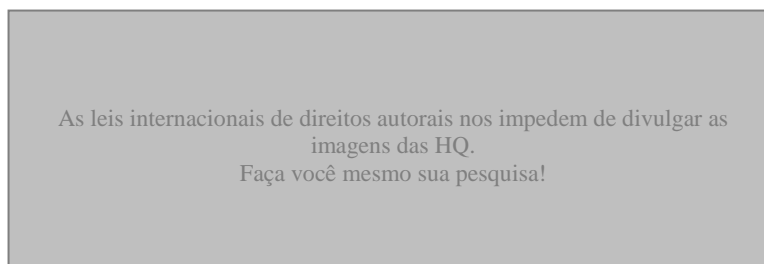 As leis internacionais de direitos autorais nos impedem de divulgar as
imagens das HQ.
Faça você mesmo sua pesquisa!